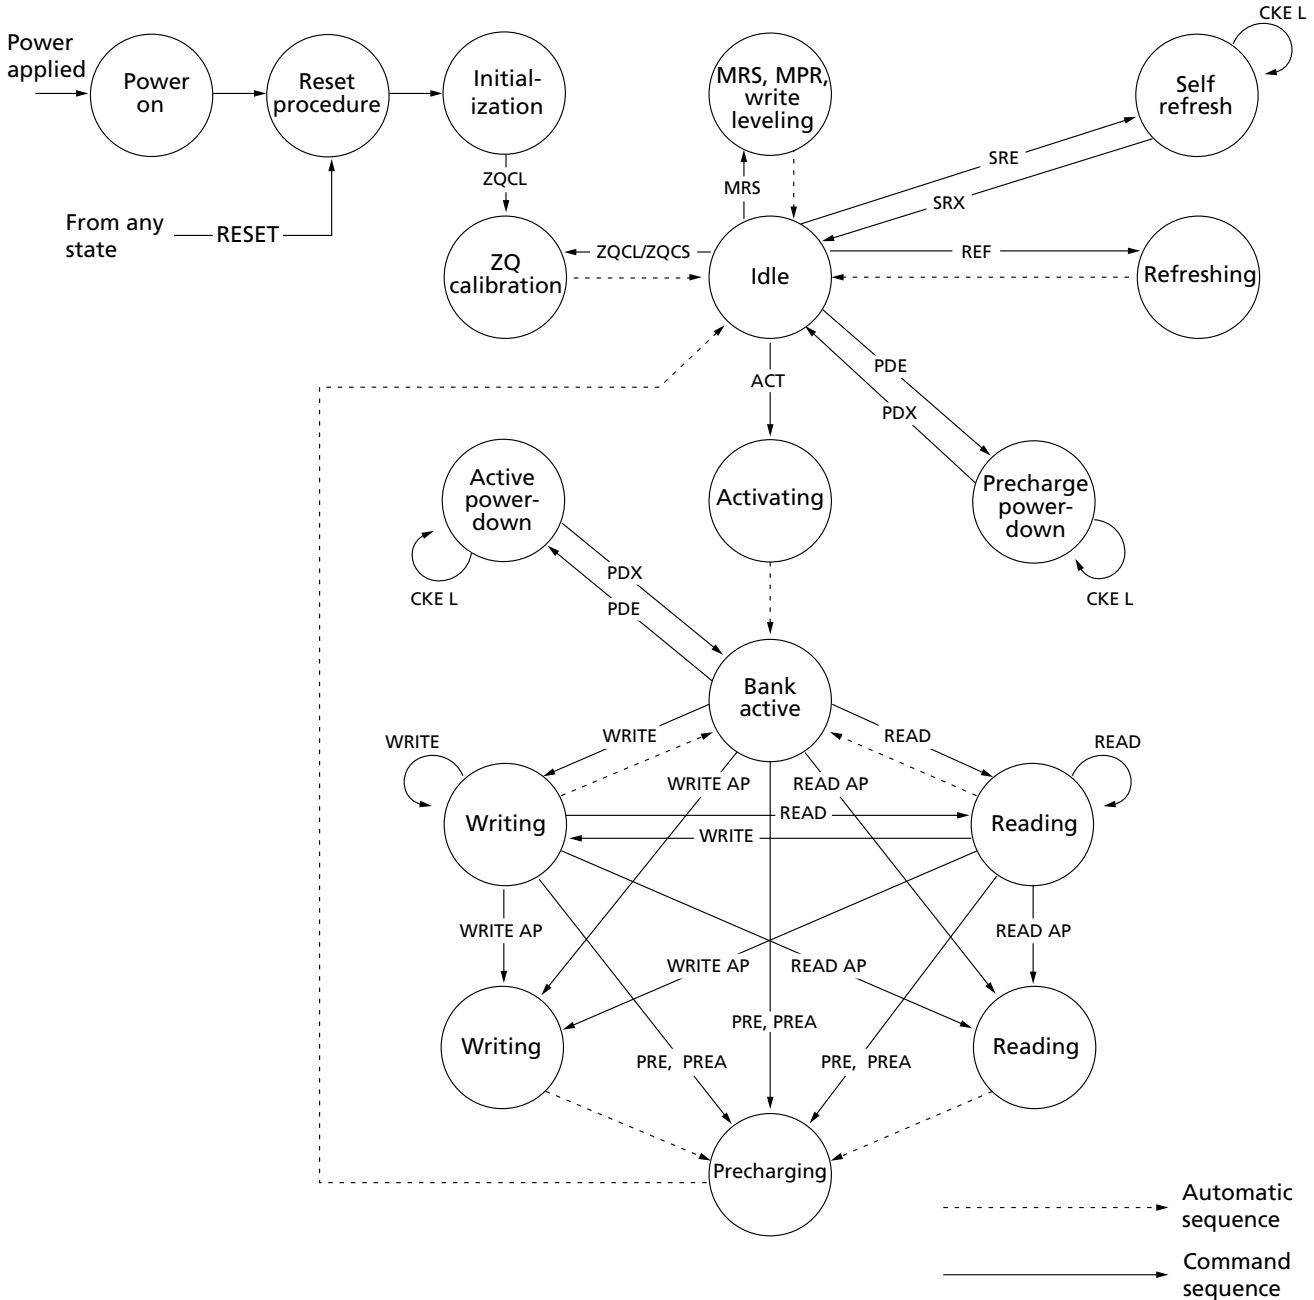 CKE L
Power
applied
Power
on
Reset
procedure
Initial-
ization
MRS, MPR,
write
leveling
Self
refresh
SRE
ZQCL
MRS
SRX
From any
state
RESET
ZQ
calibration
ZQCL/ZQCS
Idle
REF
Refreshing
PDE
ACT
PDX
Active
power-
down
Activating
Precharge
power-
down
PDX
CKE L
PDE
CKE L
Bank
active
WRITE
WRITE
READ
READ
WRITE AP
READ AP
Writing
READ
WRITE
Reading
WRITE AP
READ AP
WRITE AP
READ AP
Writing
PRE, PREA
Reading
PRE, PREA
PRE, PREA
Precharging
Automatic
sequence
Command
sequence